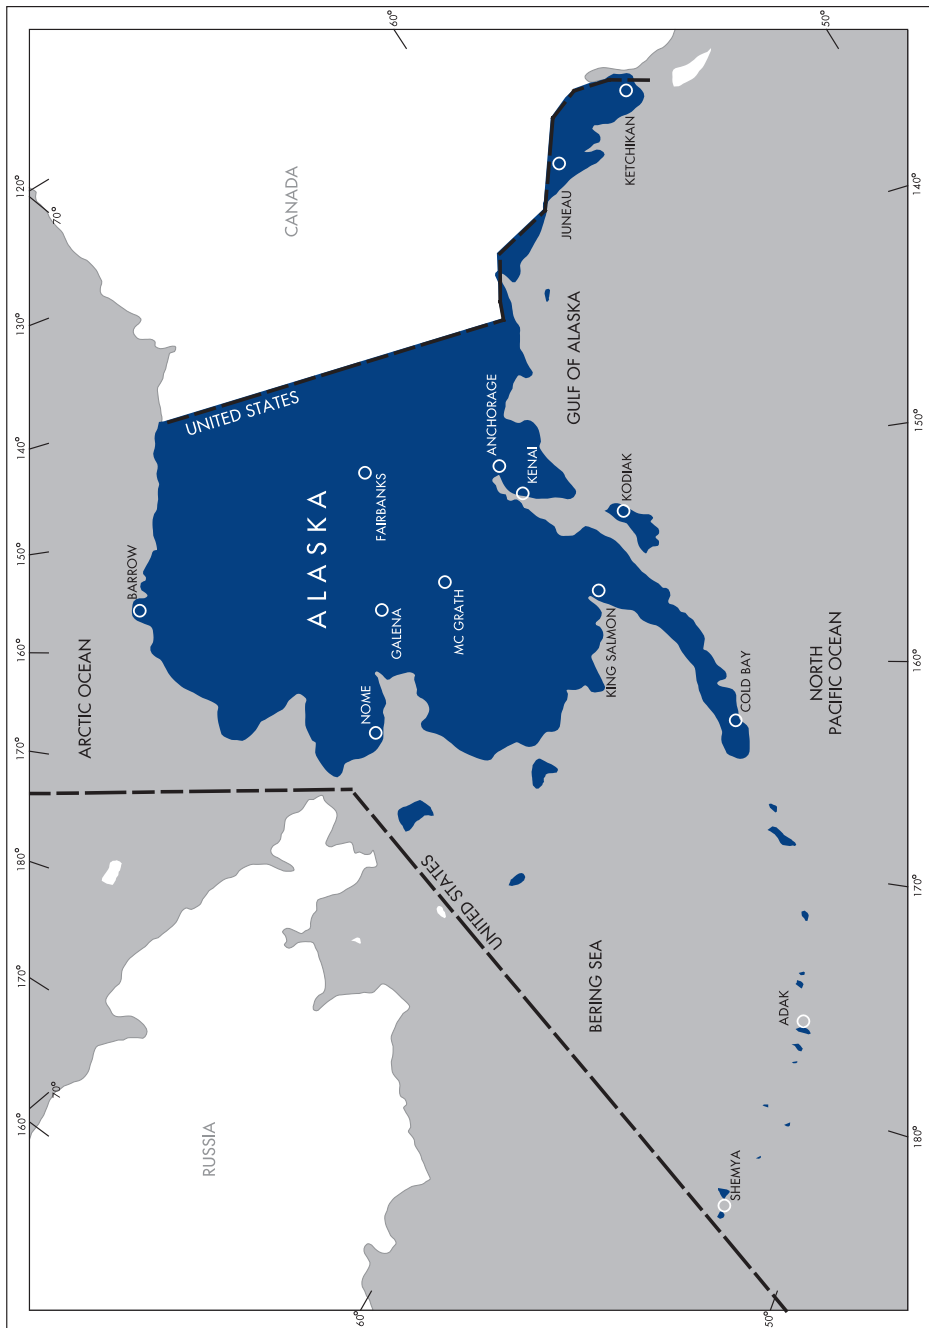 160°
70°
170°
180°
170°
160°
150°
140°
130°
70°
120°
ARCTIC OCEAN
BARROW
RUSSIA
UNITED STATES
CANADA
ALASKA
60°
NOME
GALENA
FAIRBANKS
60°
MC GRATH
UNITED STATES
ANCHORAGE
KENAI
BERING SEA
KING SALMON
KODIAK
GULF OF ALASKA
JUNEAU
KETCHIKAN
SHEMYA
COLD BAY
ADAK
NORTH
PACIFIC OCEAN
50°
50°
180°
170°
160°
150°
140°